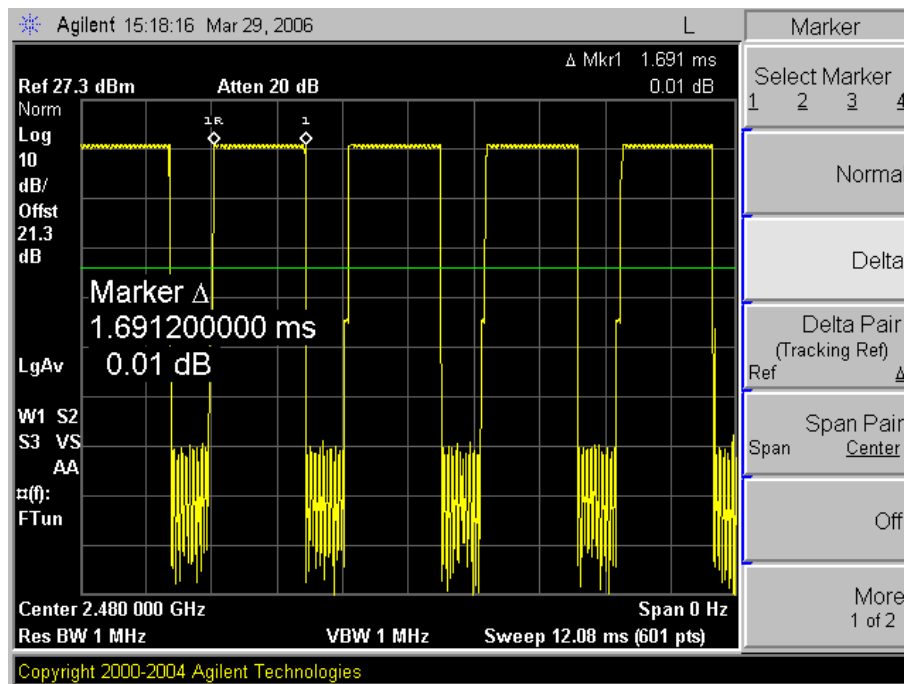 Agilent 15:18:16 Mar 29, 2006 L
Marker
Δ Mkr1 1.691 ms
Ref 27.3 dBm Atten 20 dB 0.01 dB
Norm
Log
10
dB/
Offst
21.3
dB
1R 1
Marker Δ
1.691200000 ms
0.01 dB
LgAv
W1 S2
S3 VS
AA
¤(f):
FTun
Center 2.480 000 GHz Span 0 Hz
Res BW 1 MHz VBW 1 MHz Sweep 12.08 ms (601 pts)
Copyright 2000-2004 Agilent Technologies
Select Marker
1 2 3 4
Normal
Delta
Delta Pair
(Tracking Ref)
Ref Δ
Span Pair
Span Center
Off
More
1 of 2